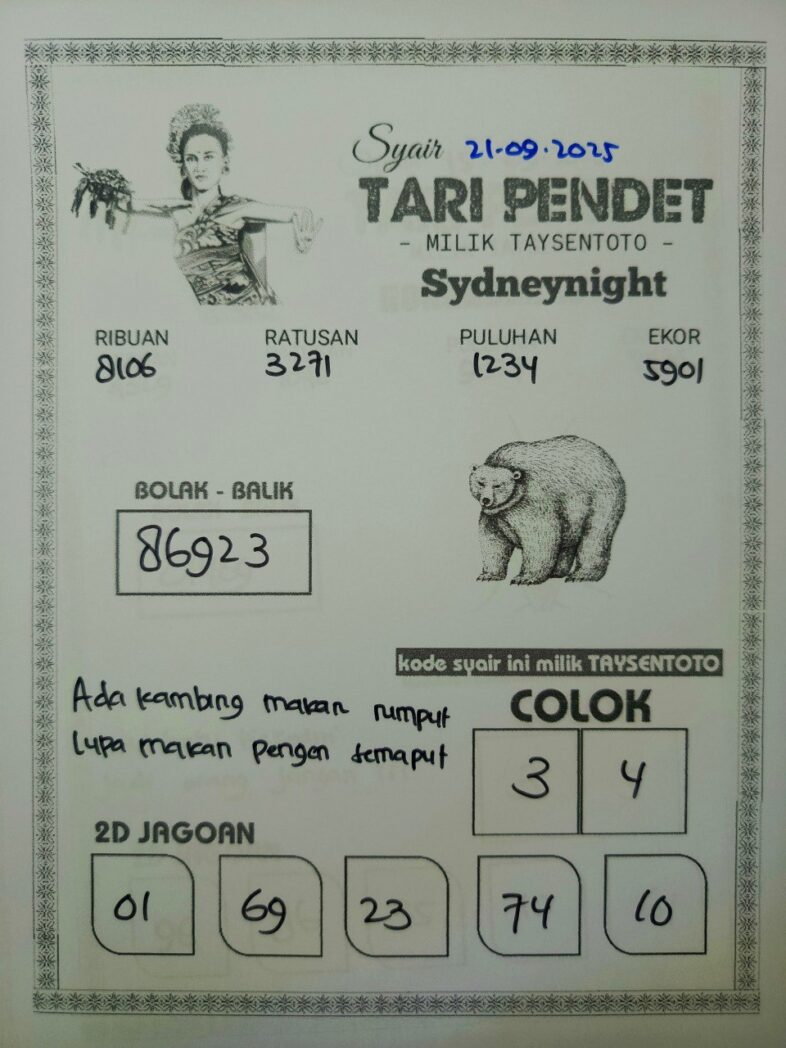 Syair 21.09.2025
TARI PENDET
- MILIK TAYSENTOTO -
Sydneynight
RIBUAN RATUSAN PULUHAN EKOR
8106 3271 1234 5901
BOLAK - BALIK
86923
kode syair ini milik TAYSENTOTO
Ada kambing makan rumput
lupa makan pengen semaput
COLOK
3 4
2D JAGOAN
01 69 23 74 10